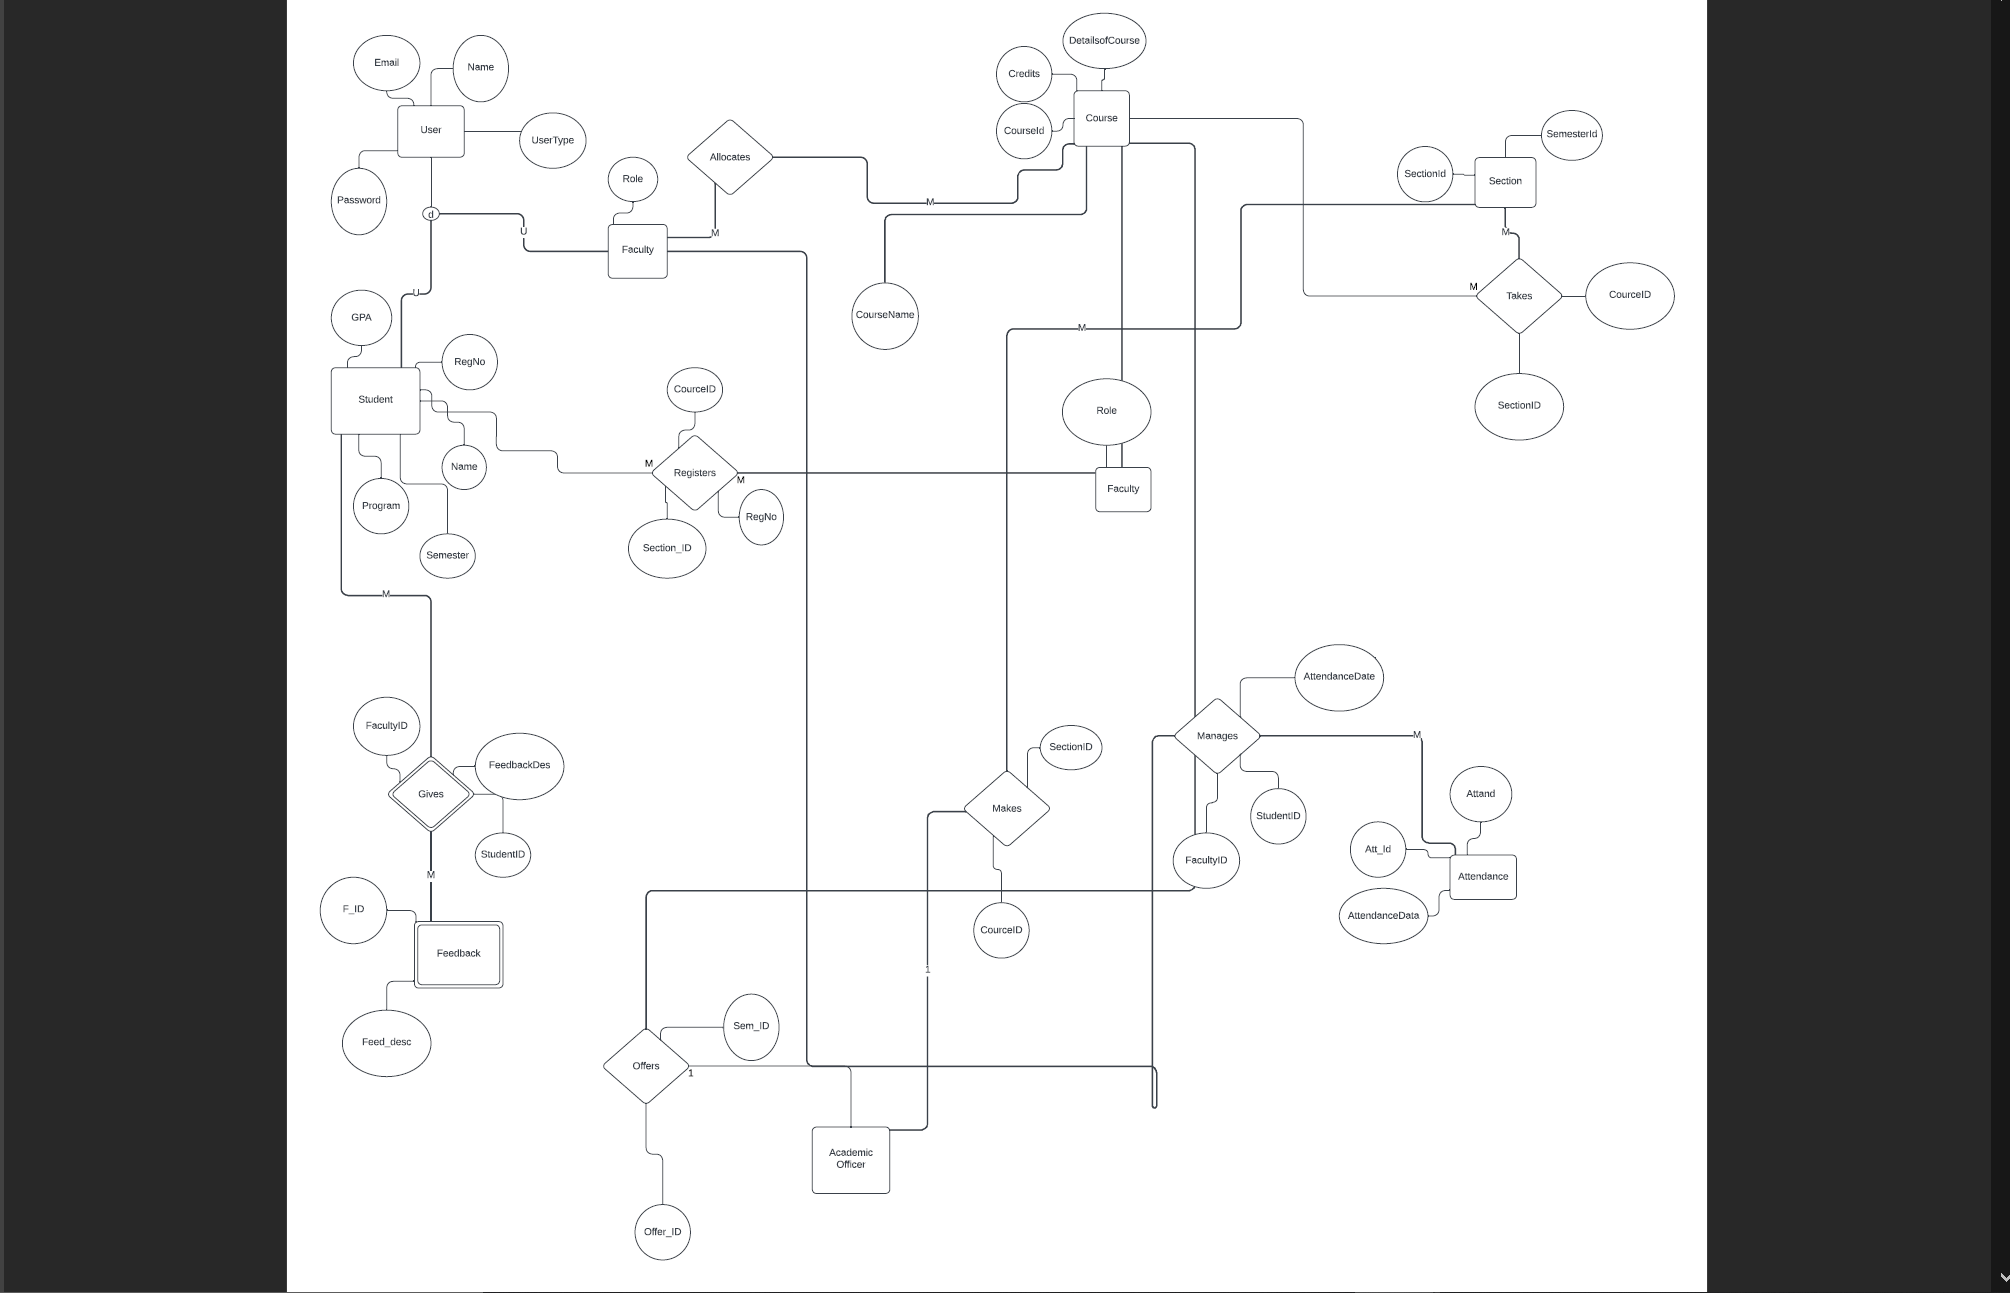 DetailsofCourse
Email
Name
Credits
User
UserType
Course
CourseId
SemesterId
Allocates
SectionId
Section
Role
Password
d
M
U
M
M
Faculty
U
GPA
CourseName
M
Takes
CourceID
M
RegNo
Student
CourceID
Role
SectionID
Name
M
Registers
M
Faculty
Program
RegNo
Section_ID
Semester
M
AttendanceDate
FacultyID
Manages
M
SectionID
FeedbackDes
Gives
Makes
Attand
StudentID
StudentID
Att_Id
FacultyID
M
Attendance
F_ID
AttendanceData
CourceID
Feedback
1
Sem_ID
Feed_desc
Offers
1
Academic
Officer
Offer_ID